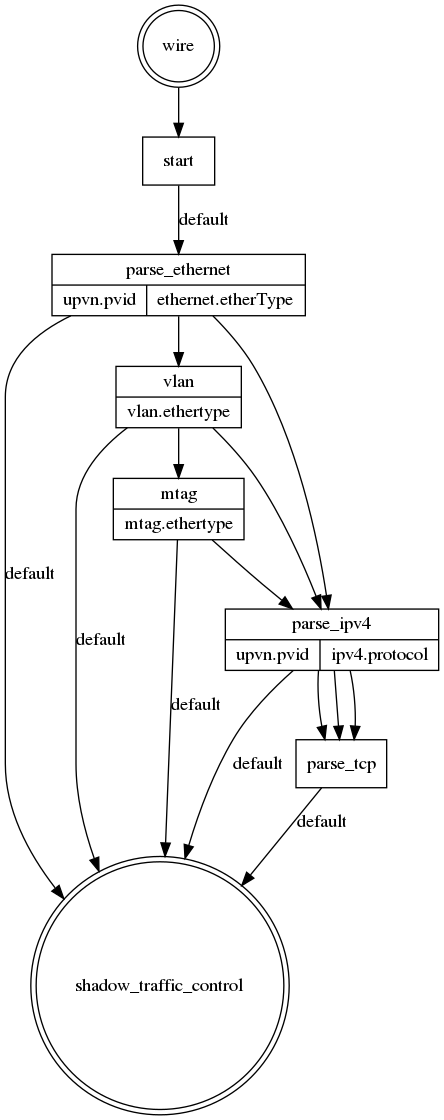 wire
start
default
parse_ethernet
upvn.pvid
ethernet.etherType
vlan
vlan.ethertype
mtag
mtag.ethertype
default
parse_ipv4
upvn.pvid
ipv4.protocol
default
default
default
parse_tcp
default
shadow_traffic_control